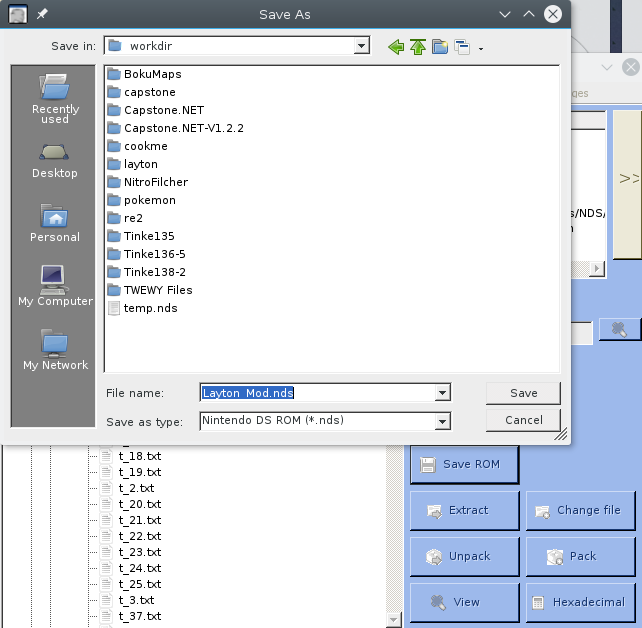 Save As
Save in:
workdir
Recently used
Desktop
Personal
My Computer
My Network
BokuMaps
capstone
Capstone.NET
Capstone.NET-V1.2.2
cookme
layton
NitroFilcher
pokemon
re2
Tinke135
Tinke136-5
Tinke138-2
TWEWY Files
temp.nds
File name:
Layton_Mod.nds
Save
Save as type:
Nintendo DS ROM (*.nds)
Cancel
ges
>>
s/NDS/
t_18.txt
t_19.txt
t_2.txt
t_20.txt
t_21.txt
t_22.txt
t_23.txt
t_24.txt
t_25.txt
t_3.txt
t_37.txt
Save ROM
Extract
Change file
Unpack
Pack
View
Hexadecimal